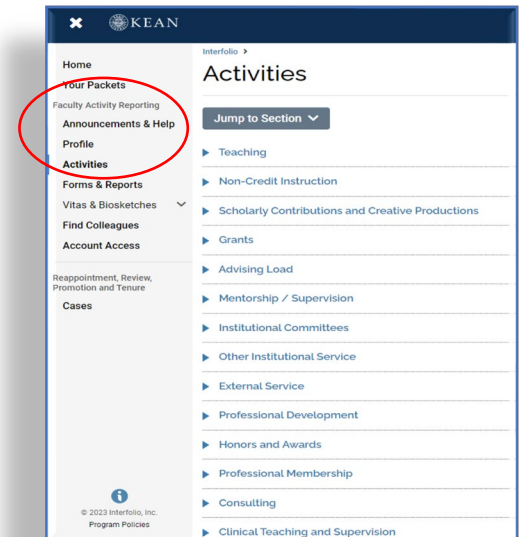 KEAN
Home
Your Packets
Faculty Activity Reporting
Announcements & Help
Profile
Activities
Forms & Reports
Vitas & Biosketches
Find Colleagues
Account Access
Reappointment, Review,
Promotion and Tenure
Cases
© 2023 Interfolio, Inc.
Program Policies
Interfolio >
Activities
Jump to Section
Teaching
Non-Credit Instruction
Scholarly Contributions and Creative Productions
Grants
Advising Load
Mentorship / Supervision
Institutional Committees
Other Institutional Service
External Service
Professional Development
Honors and Awards
Professional Membership
Consulting
Clinical Teaching and Supervision